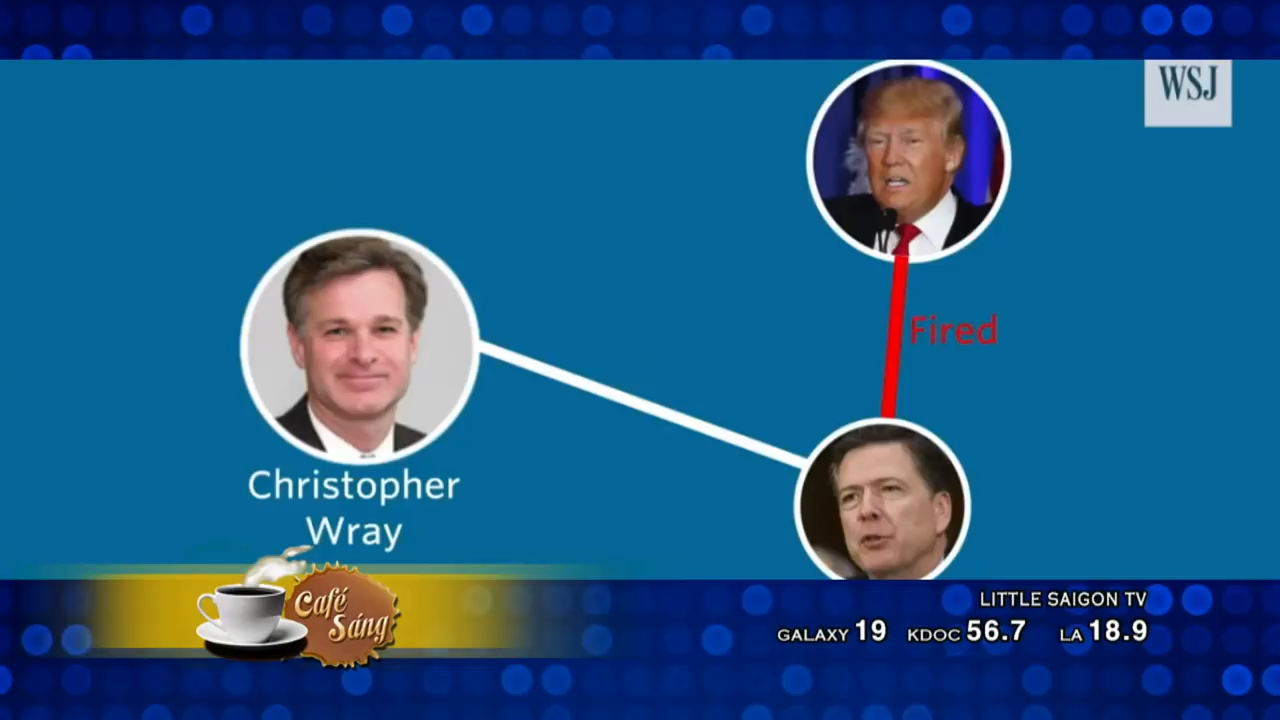 WSJ
Fired
Christopher
Wray
Café
Sáng
LITTLE SAIGON TV
GALAXY 19 KDOC 56.7 LA 18.9